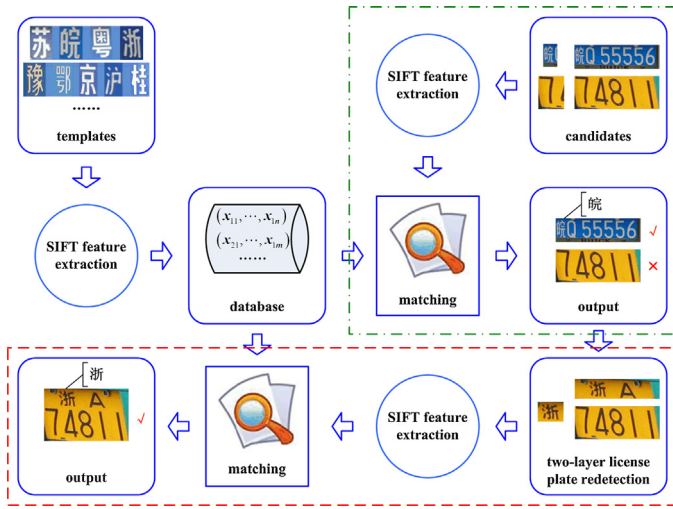 苏皖粤浙
豫鄂京沪桂
......
templates
SIFT feature
extraction
皖Q
皖Q 55556
74
74811
candidates
SIFT feature
extraction
(x11,···,x1n)
(x21,···,x1m)
......
database
matching
皖
皖Q 55556
√
74811
×
output
浙
浙 A
74811
√
output
matching
SIFT feature
extraction
浙
浙 A
74811
two-layer license
plate redetection